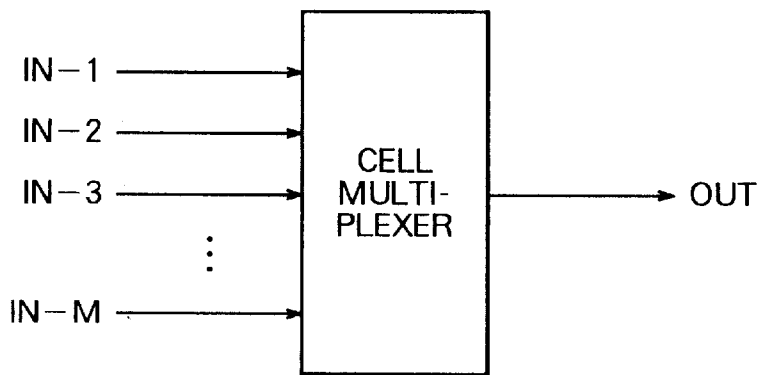 IN-1
IN-2
IN-3
IN-M
CELL
MULTI-
PLEXER
OUT